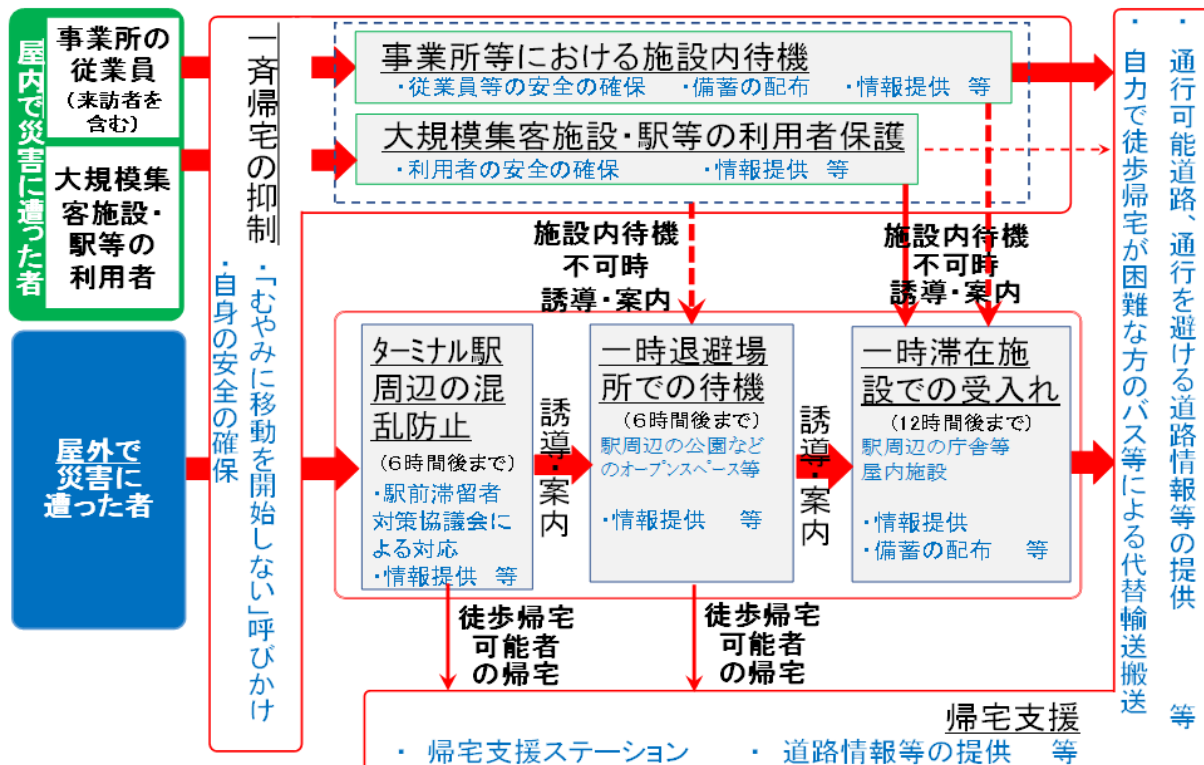 屋内で災害に遭った者
事業所の
従業員
（来訪者を
含む）
大規模集
客施設・
駅等の
利用者
屋外で
災害に
遭った者
一斉帰宅の抑制
・「むやみに移動を開始しない」呼びかけ
・自身の安全の確保
事業所等における施設内待機
・従業員等の安全の確保　・備蓄の配布　・情報提供　等
大規模集客施設・駅等の利用者保護
・利用者の安全の確保　・情報提供　等
施設内待機
不可時
誘導・案内
施設内待機
不可時
誘導・案内
ターミナル駅
周辺の混
乱防止
（6時間後まで）
・駅前滞留者
対策協議会に
よる対応
・情報提供　等
誘導・案内
一時退避場
所での待機
（6時間後まで）
駅周辺の公園など
のオープンスペース等
・情報提供　等
誘導・案内
一時滞在施
設での受入れ
（12時間後まで）
駅周辺の庁舎等
屋内施設
・情報提供
・備蓄の配布　等
徒歩帰宅
可能者
の帰宅
徒歩帰宅
可能者
の帰宅
・通行可能道路、通行を避ける道路情報等の提供　等
・自力で徒歩帰宅が困難な方のバス等による代替輸送搬送
帰宅支援
・帰宅支援ステーション　・道路情報等の提供　等